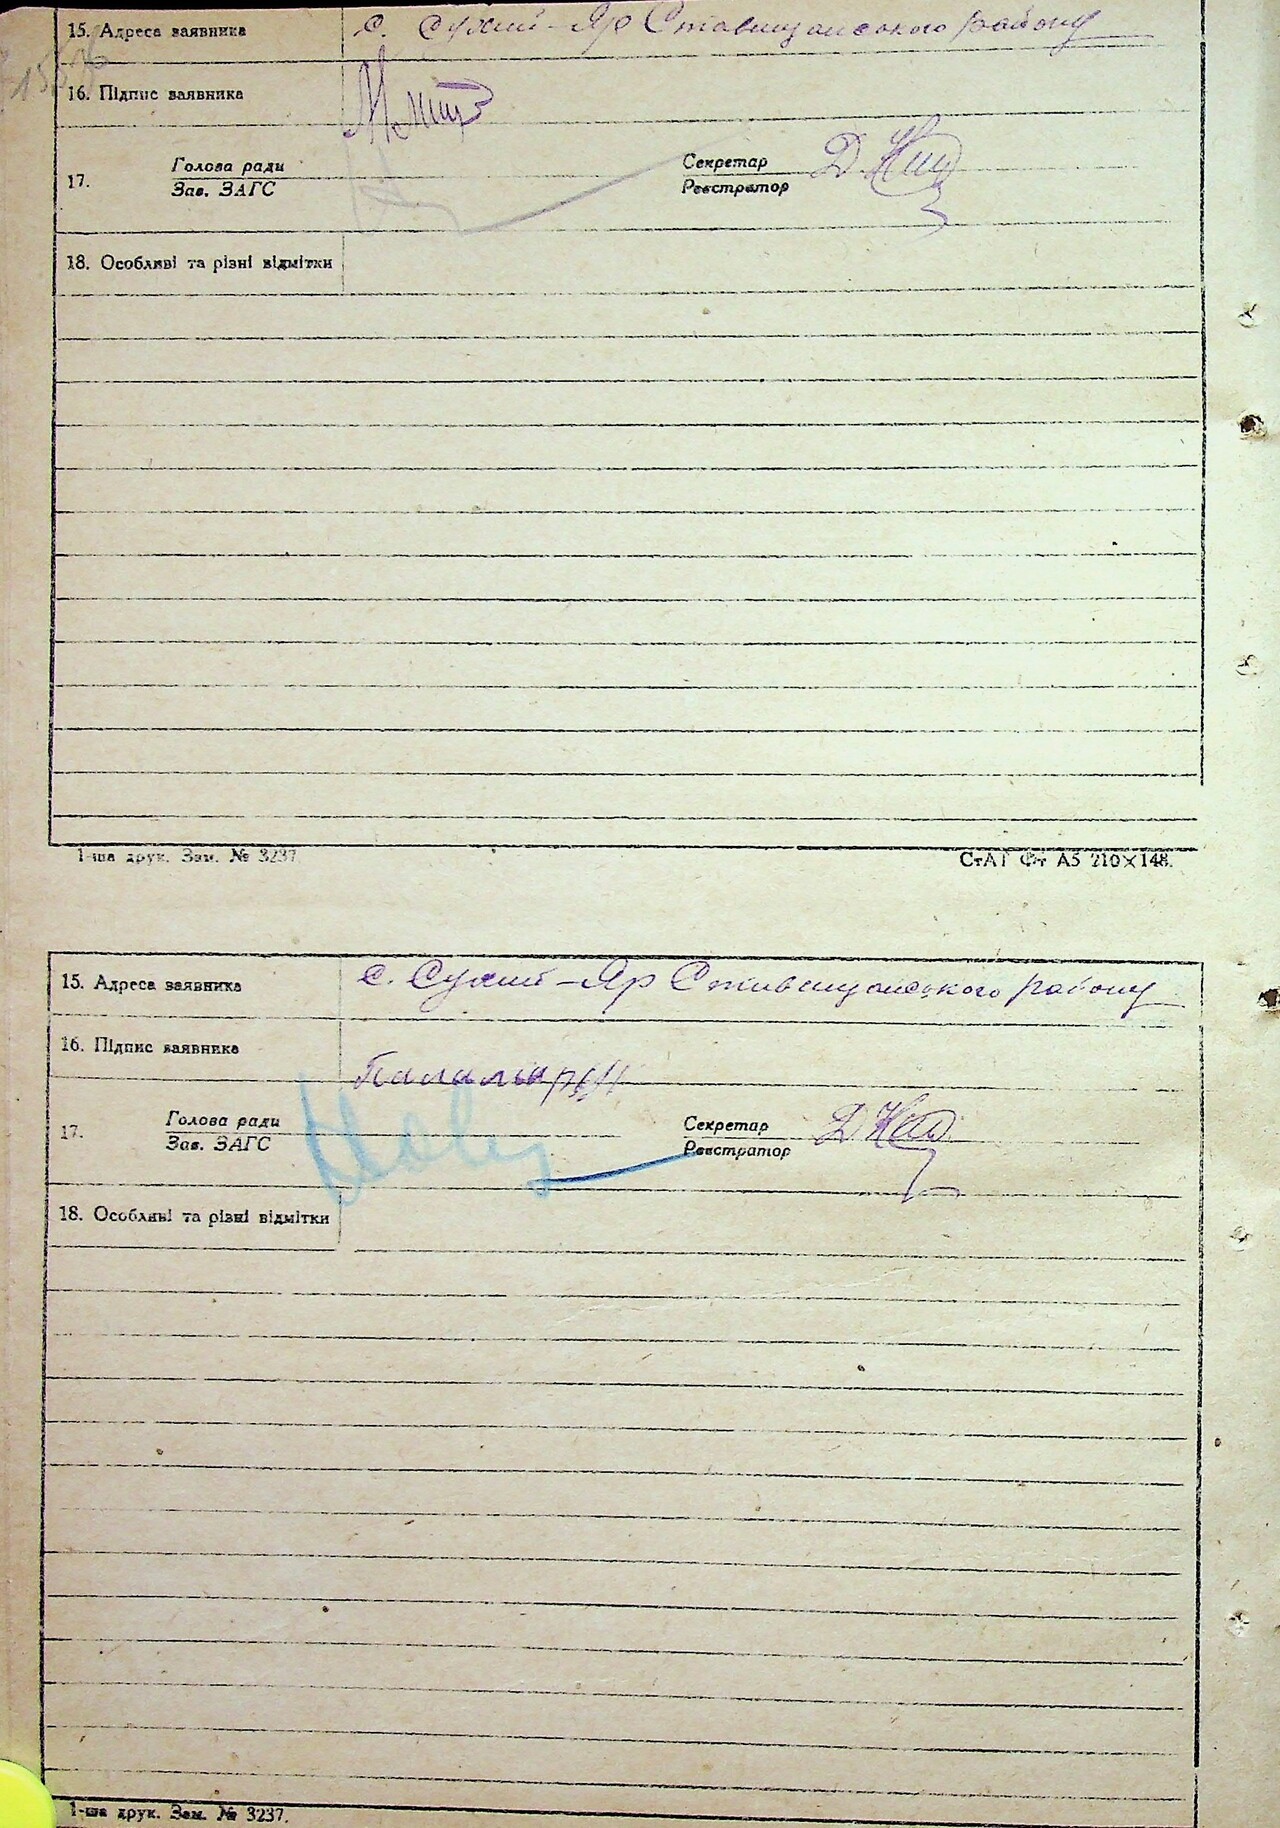 15. Адреса заявника с. Сухий-Яр Ставищанського району
16. Підпис заявника
17. Голова ради Секретар
Зав. ЗАГС Реєстратор
18. Особливі та різні відмітки
1-ша друк. Зам. № 3237. СтАТ Фт А5 210×148.
15. Адреса заявника с. Сухий-Яр Ставищанського району
16. Підпис заявника
17. Голова ради Секретар
Зав. ЗАГС Реєстратор
18. Особливі та різні відмітки
1-ша друк. Зам. № 3237.